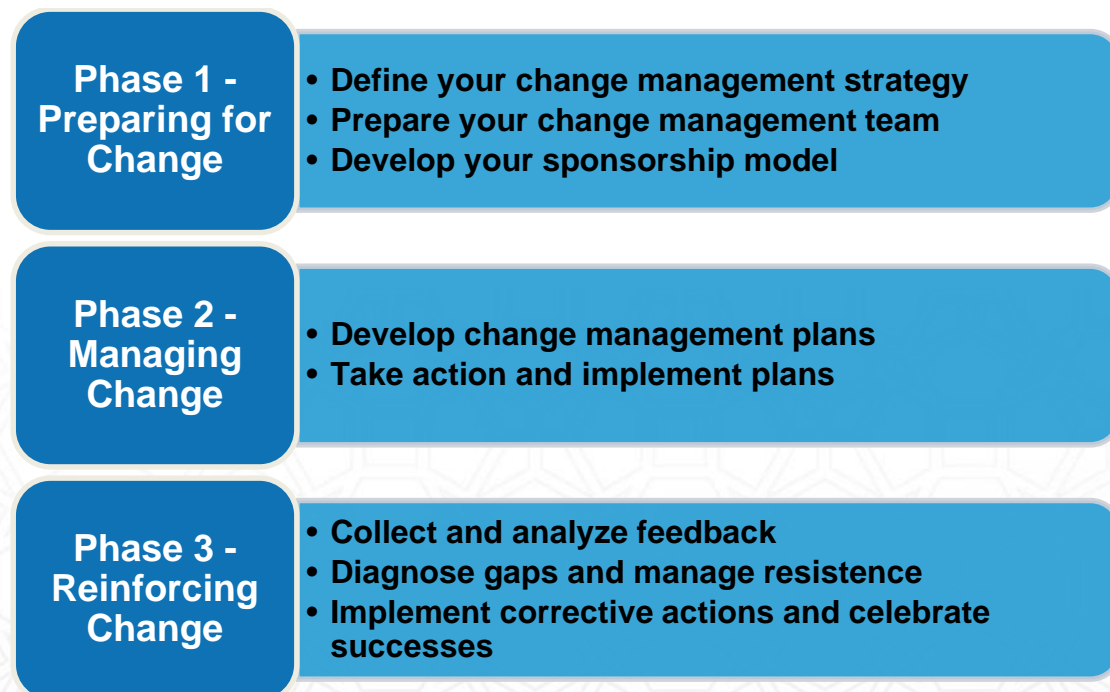 Phase 1 -
Preparing for
Change
• Define your change management strategy
• Prepare your change management team
• Develop your sponsorship model
Phase 2 -
Managing
Change
• Develop change management plans
• Take action and implement plans
Phase 3 -
Reinforcing
Change
• Collect and analyze feedback
• Diagnose gaps and manage resistence
• Implement corrective actions and celebrate
successes